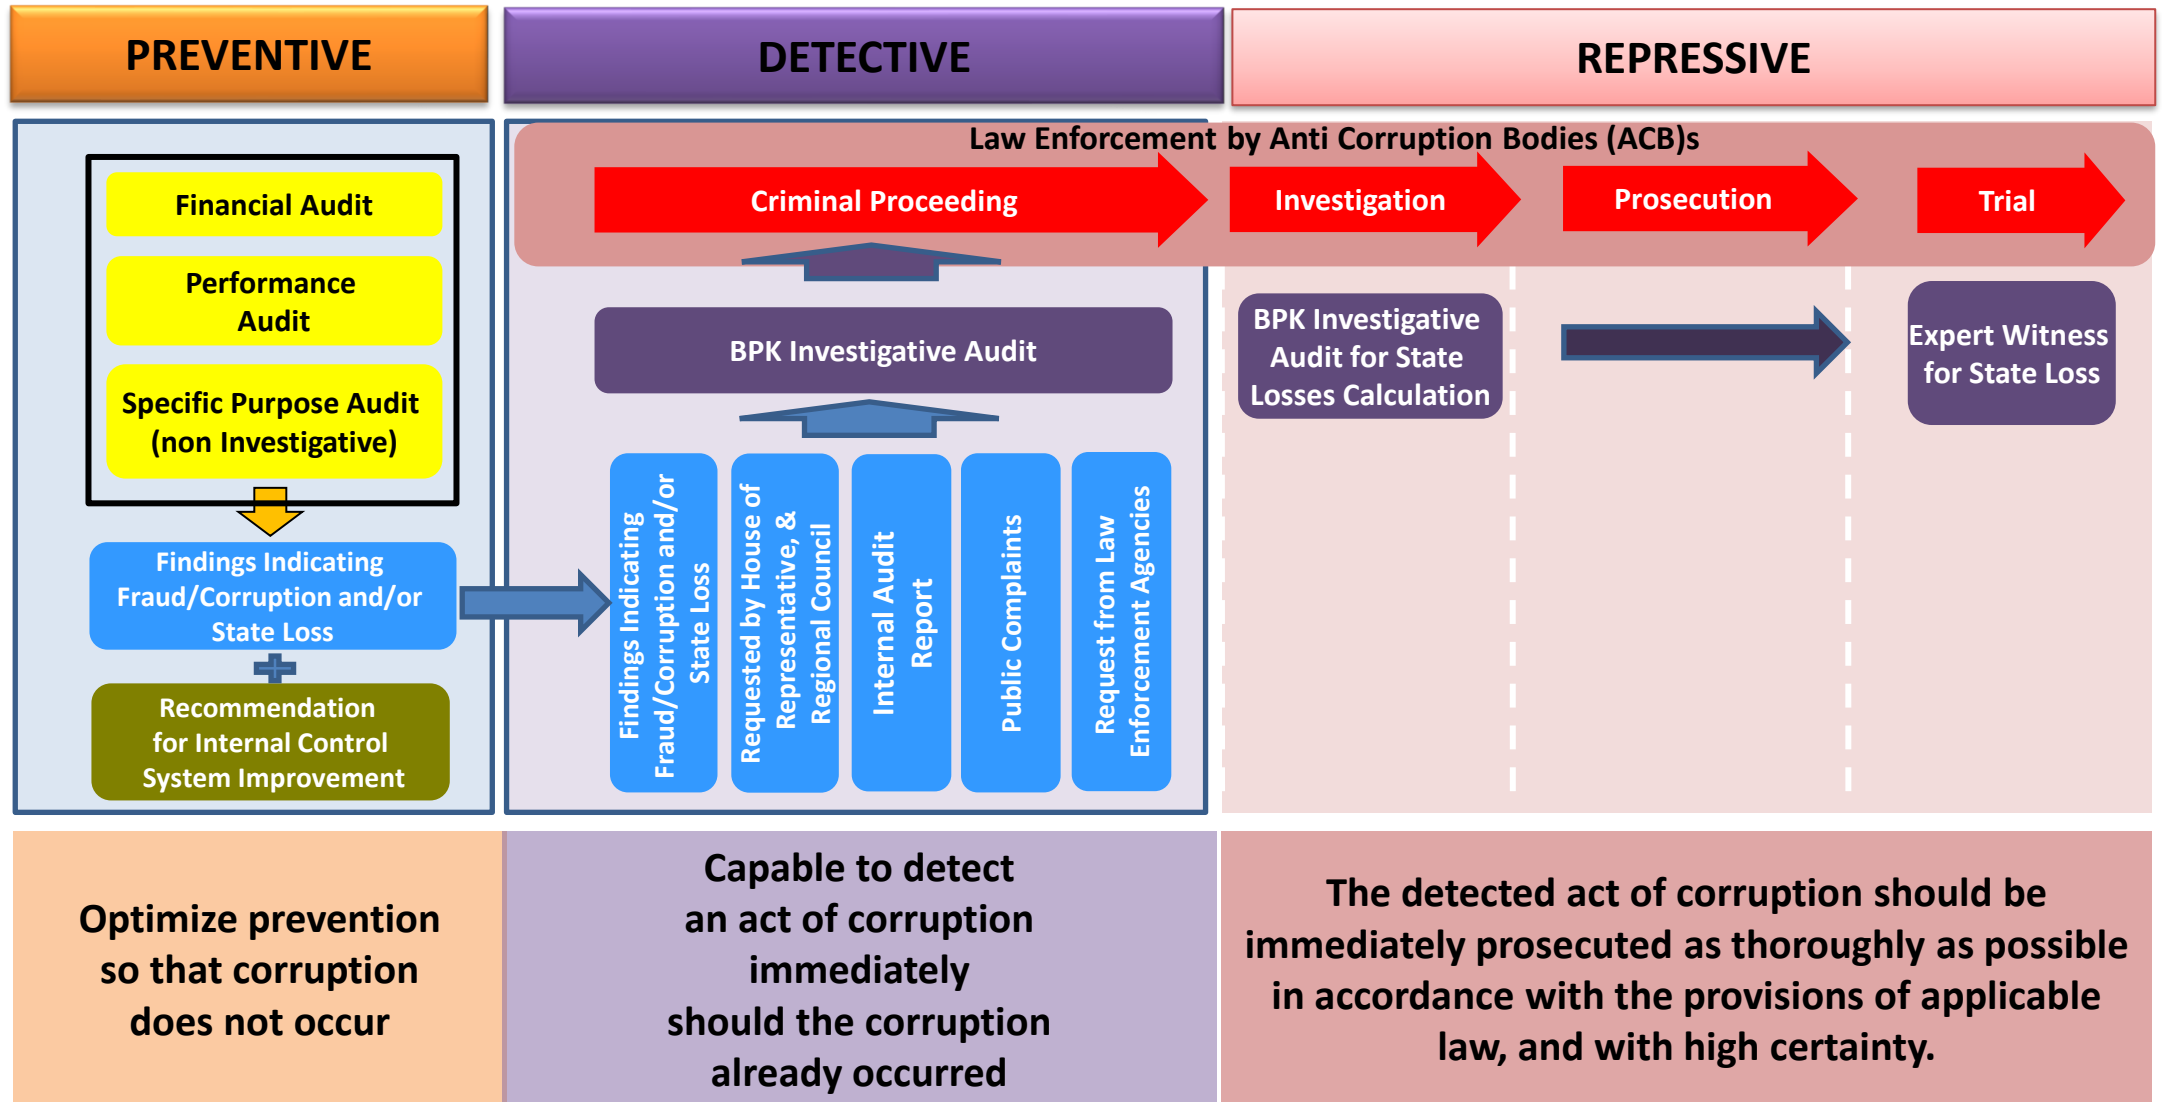 PREVENTIVE
DETECTIVE
REPRESSIVE
Financial Audit
Performance
Audit
Specific Purpose Audit
(non Investigative)
Findings Indicating
Fraud/Corruption and/or
State Loss
Recommendation
for Internal Control
System Improvement
Law Enforcement by Anti Corruption Bodies (ACB)s
Criminal Proceeding
Investigation
Prosecution
Trial
BPK Investigative Audit
Findings Indicating
Fraud/Corruption and/or
State Loss
Requested by House of
Representative, &
Regional Council
Internal Audit
Report
Public Complaints
Request from Law
Enforcement Agencies
BPK Investigative
Audit for State
Losses Calculation
Expert Witness
for State Loss
Optimize prevention
so that corruption
does not occur
Capable to detect
an act of corruption
immediately
should the corruption
already occurred
The detected act of corruption should be
immediately prosecuted as thoroughly as possible
in accordance with the provisions of applicable
law, and with high certainty.